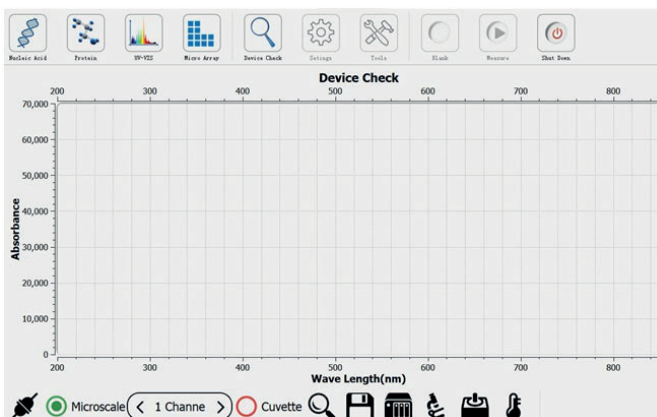 Nucleic Acid Protein UV-VIS Micro Array Device Check Setings Tools Blank Measure Shut Down
Device Check
200 300 400 500 600 700 800
70,000
60,000
50,000
40,000
30,000
20,000
10,000
0
Absorbance
200 300 400 500 600 700 800
Wave Length(nm)
Microscale < 1 Channe > Cuvette